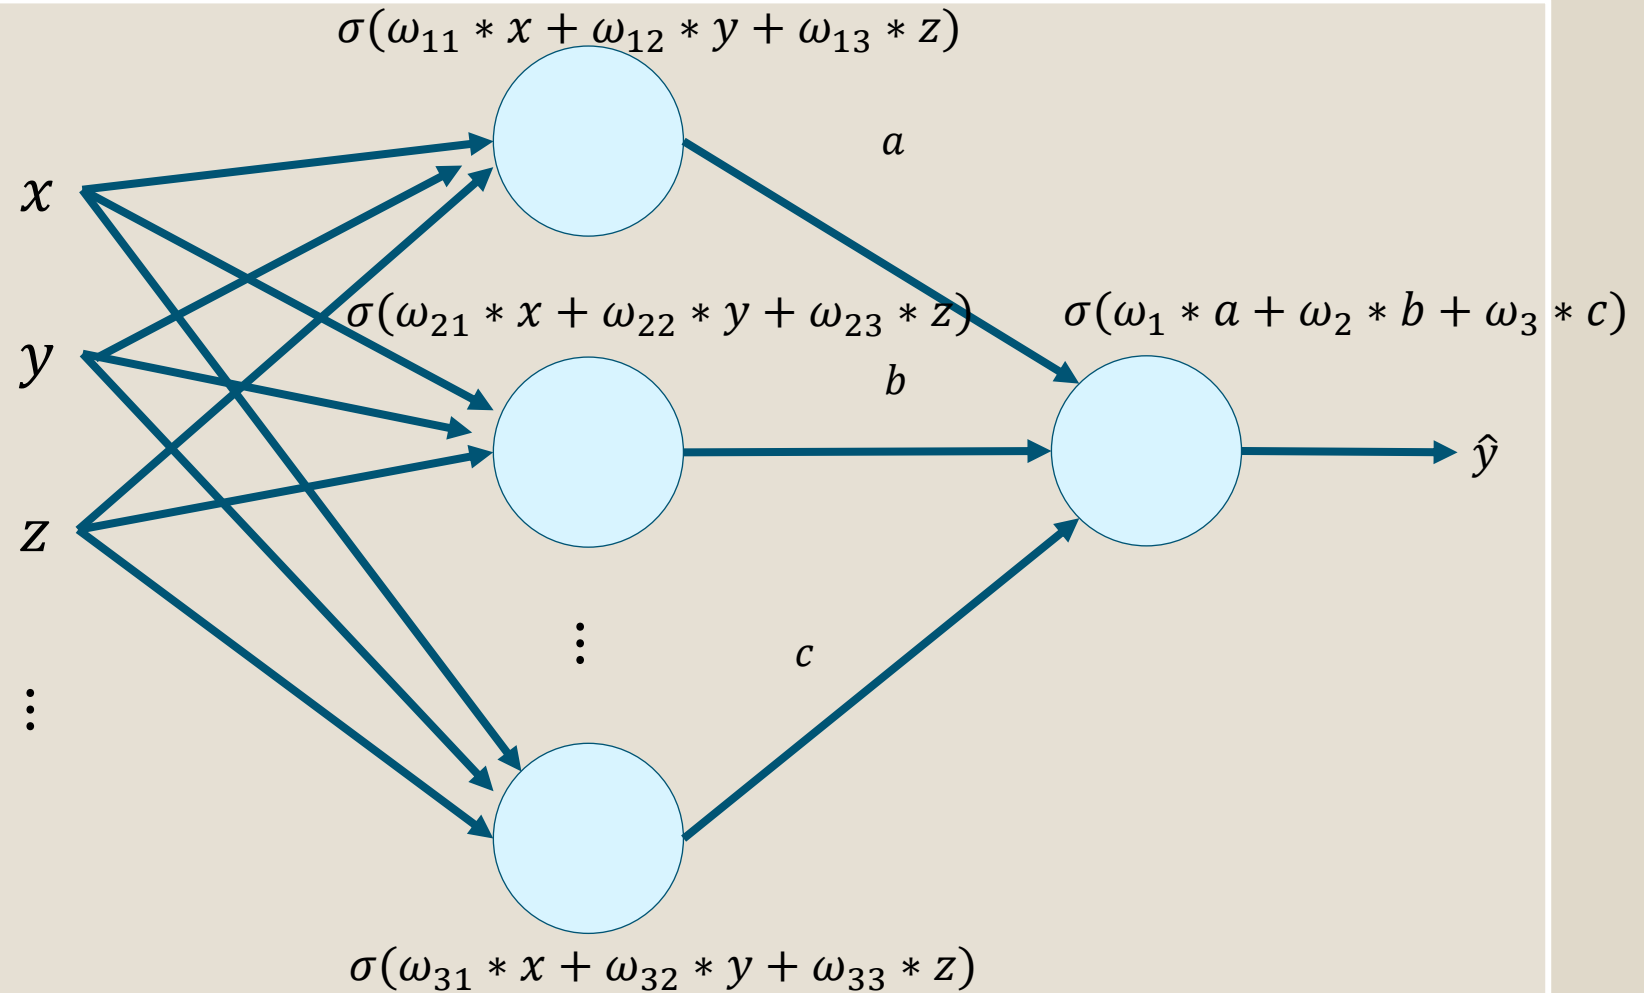 σ(ω₁₁ * x + ω₁₂ * y + ω₁₃ * z)
a
x
σ(ω₂₁ * x + ω₂₂ * y + ω₂₃ * z)
σ(ω₁ * a + ω₂ * b + ω₃ * c)
y
b
ŷ
z
⋮
c
⋮
σ(ω₃₁ * x + ω₃₂ * y + ω₃₃ * z)